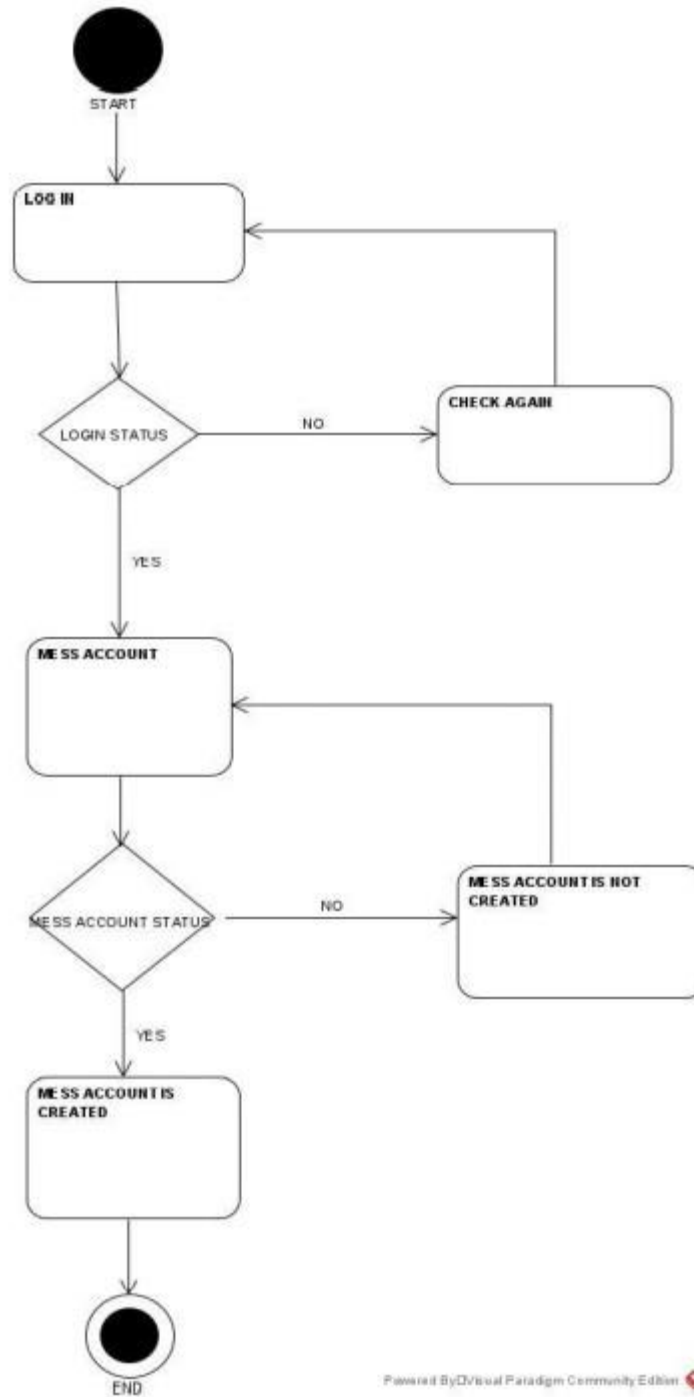 START
LOG IN
LOGIN STATUS
NO
CHECK AGAIN
YES
MESS ACCOUNT
MESS ACCOUNT STATUS
NO
MESS ACCOUNT IS NOT
CREATED
YES
MESS ACCOUNT IS
CREATED
END
Powered By□Visual Paradigm Community Edition